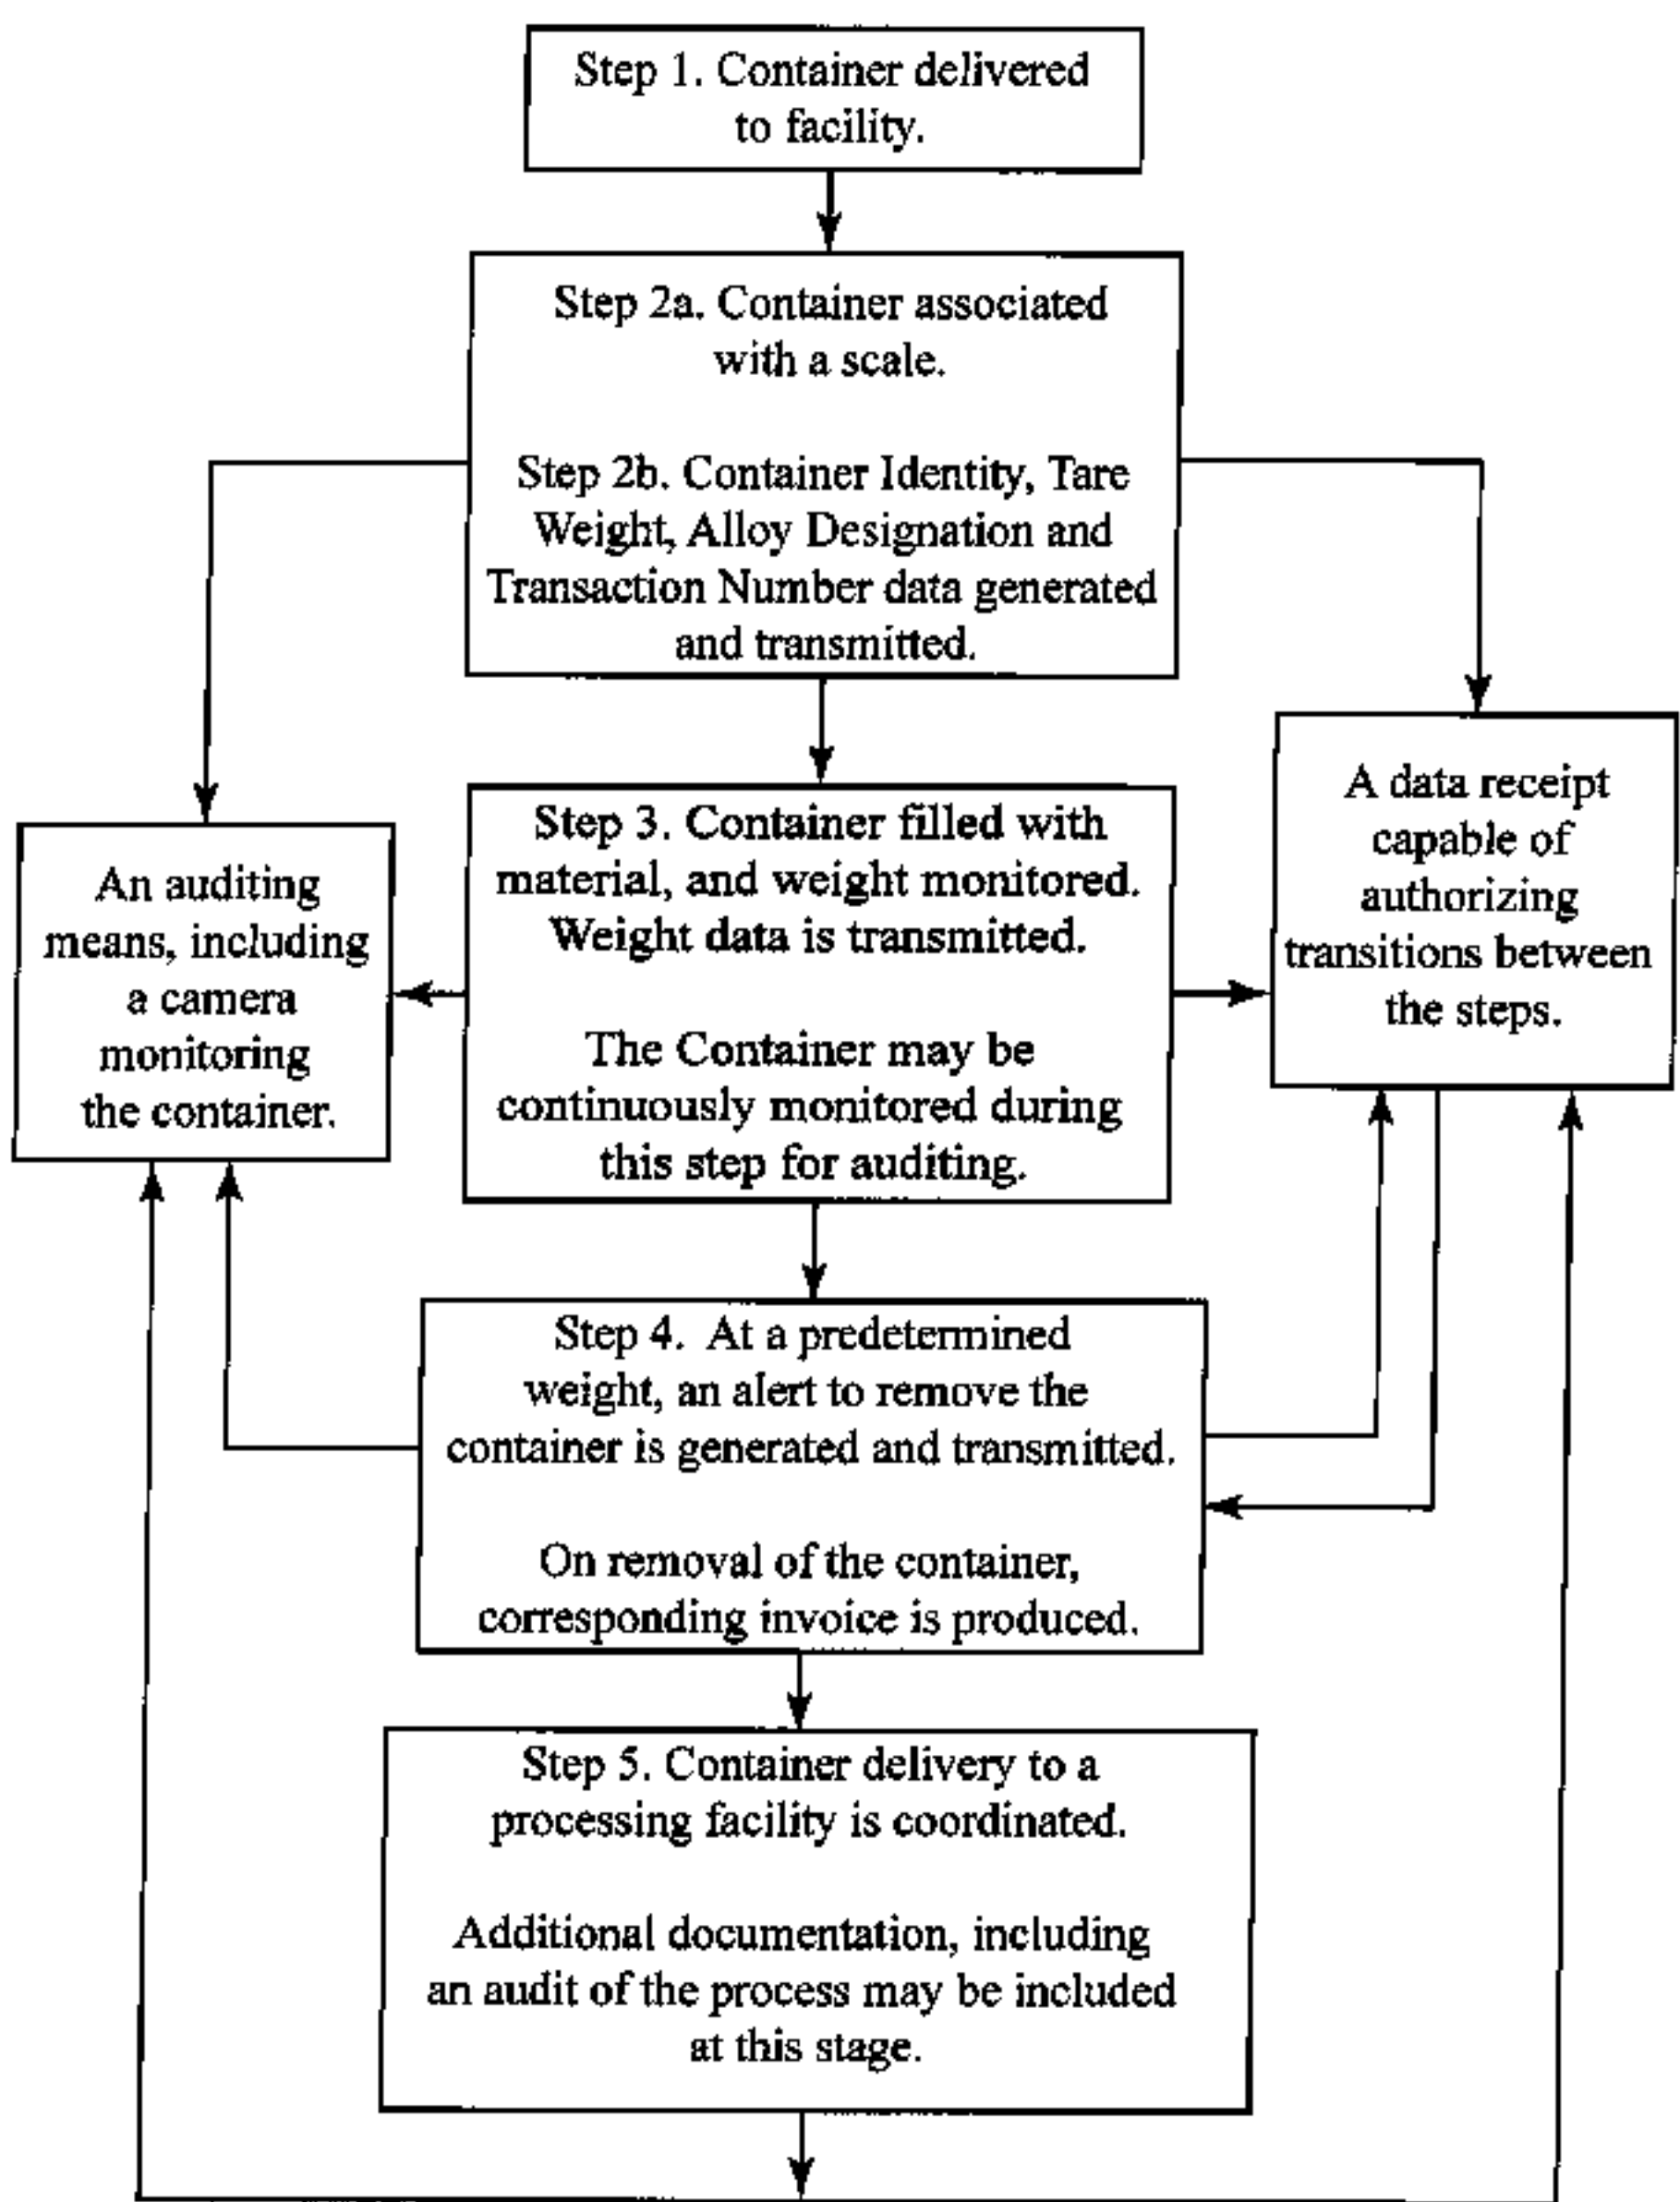 Step 1. Container delivered
to facility.
Step 2a. Container associated
with a scale.
Step 2b. Container Identity, Tare
Weight, Alloy Designation and
Transaction Number data generated
and transmitted.
An auditing
means, including
a camera
monitoring
the container.
Step 3. Container filled with
material, and weight monitored.
Weight data is transmitted.
The Container may be
continuously monitored during
this step for auditing.
A data receipt
capable of
authorizing
transitions between
the steps.
Step 4. At a predetermined
weight, an alert to remove the
container is generated and transmitted.
On removal of the container,
corresponding invoice is produced.
Step 5. Container delivery to a
processing facility is coordinated.
Additional documentation, including
an audit of the process may be included
at this stage.